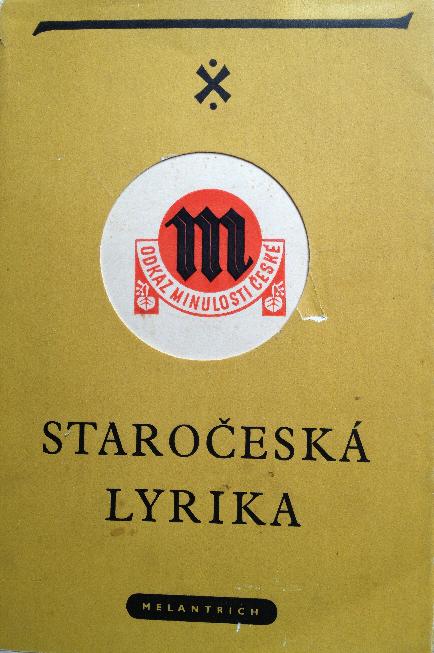 m
ODKAZ MINULOSTI ČESKÉ
STAROČESKÁ
LYRIKA
MELANTRICH